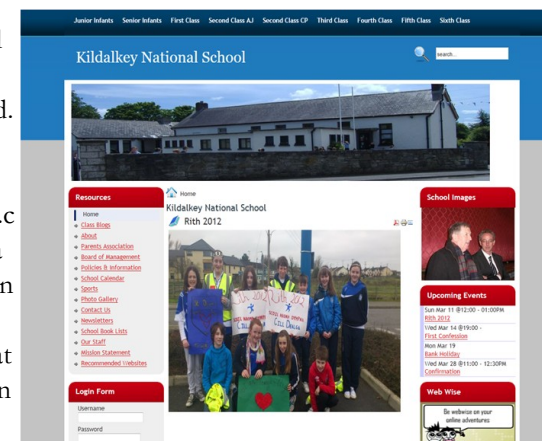 Junior Infants Senior Infants First Class Second Class AJ Second Class CP Third Class Fourth Class Fifth Class Sixth Class
Kildalkey National School
search...
d.
.c
n
at
n
Resources
Home
Class Blogs
About
Parents Association
Board of Management
Policies & Information
School Calendar
Sports
Photo Gallery
Contact Us
Newsletters
School Book Lists
Our Staff
Mission Statement
Recommended Websites
Login Form
Username
Password
Home
Kildalkey National School
Rith 2012
School Images
Upcoming Events
Sun Mar 11 @12:00 - 01:00PM
Rith 2012
Wed Mar 14 @19:00 -
First Confession
Mon Mar 19
Bank Holiday
Wed Mar 28 @11:00 - 12:30PM
Confirmation
Web Wise
Be webwise on your
online adventures